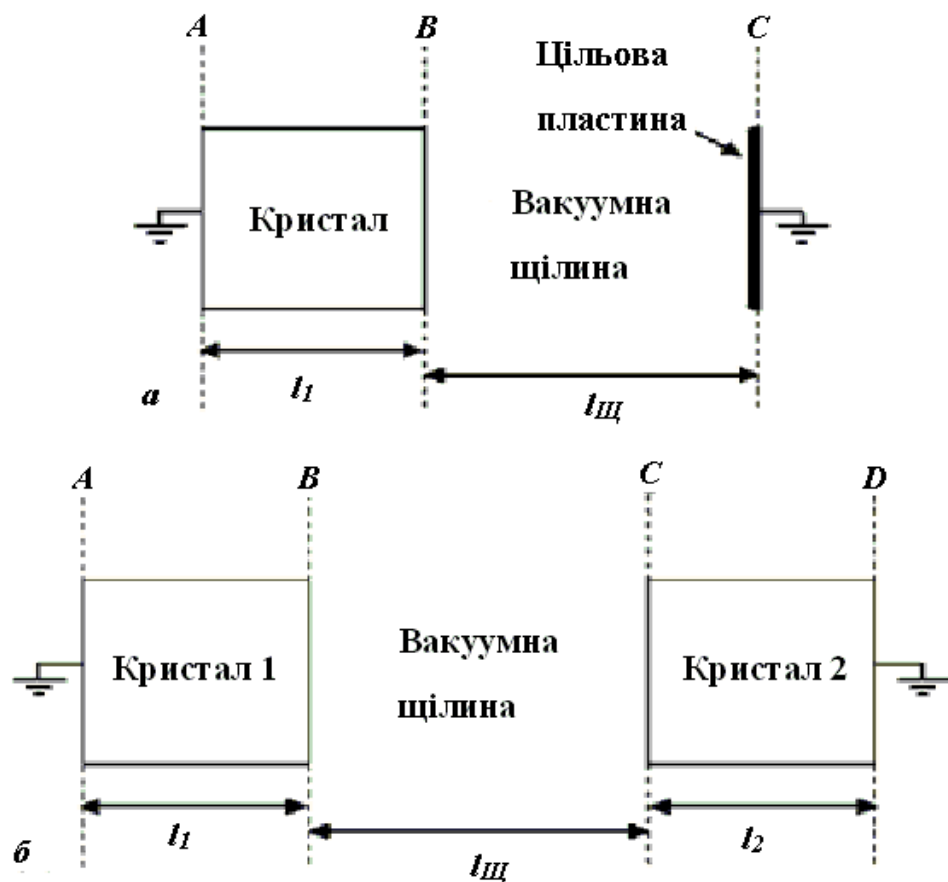 A B C
Цільова
пластина
Кристал
Вакуумна
щілина
l1
lЩ
а
A B C D
Кристал 1
Вакуумна
щілина
Кристал 2
l1
lЩ
l2
б